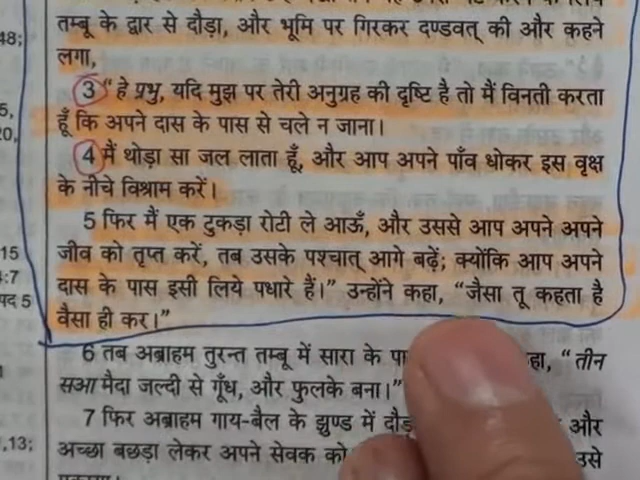 तम्बू के द्वार से दौड़ा, और भूमि पर गिरकर दण्डवत् की और कहने
48;
लगा,
3 “हे प्रभु, यदि मुझ पर तेरी अनुग्रह की दृष्टि है तो मैं विनती करता
5,
हूँ कि अपने दास के पास से चले न जाना।
20,
4 मैं थोड़ा सा जल लाता हूँ, और आप अपने पाँव धोकर इस वृक्ष
के नीचे विश्राम करें।
5 फिर मैं एक टुकड़ा रोटी ले आऊँ, और उससे आप अपने अपने
15
जीव को तृप्त करें, तब उसके पश्चात् आगे बढ़ें; क्योंकि आप अपने
:7
दास के पास इसी लिये पधारे हैं।” उन्होंने कहा, “जैसा तू कहता है
पद 5
वैसा ही कर।”
6 तब अब्राहम तुरन्त तम्बू में सारा के पा हा, “तीन
सआ मैदा जल्दी से गूँध, और फुलके बना।”
7 फिर अब्राहम गाय-बैल के झुण्ड में दौड़ और
,13;
अच्छा बछड़ा लेकर अपने सेवक को उसे